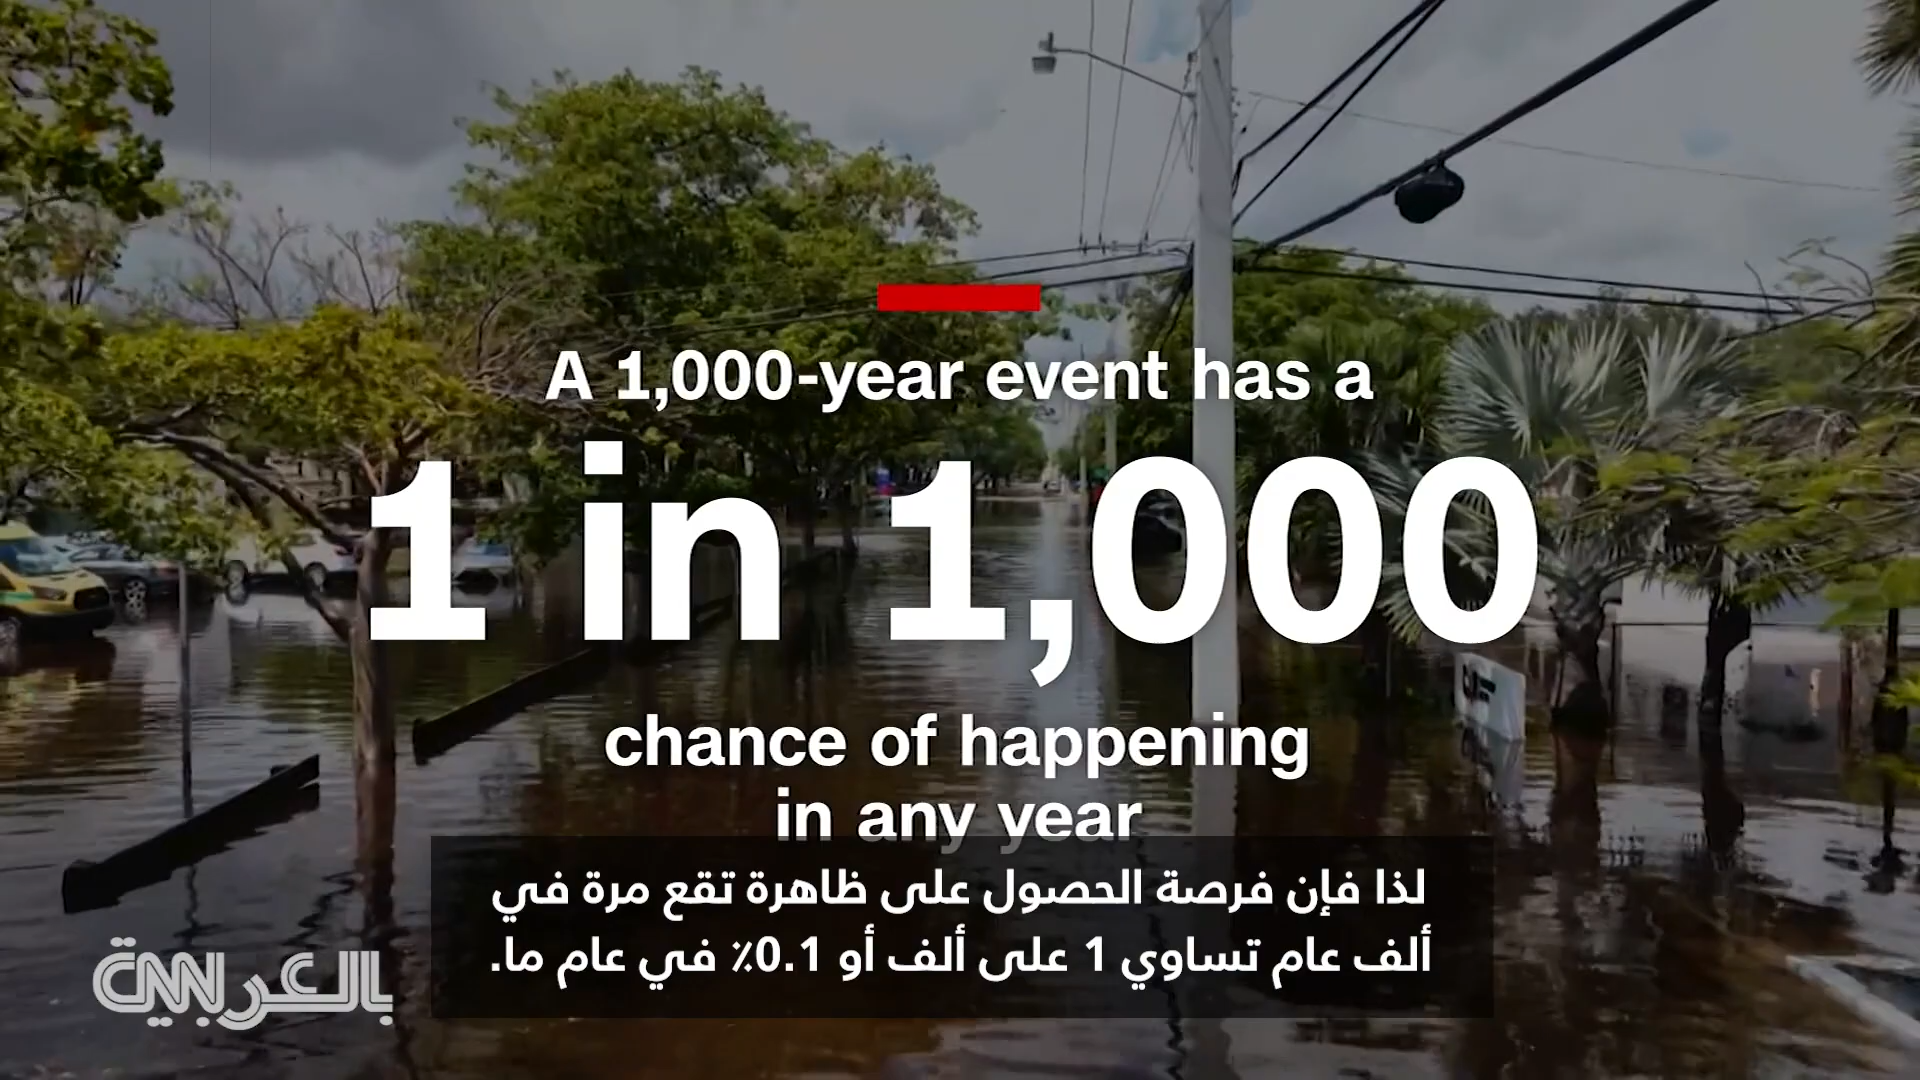 A 1,000-year event has a
1 in 1,000
chance of happening
in any year
لذا فإن فرصة الحصول على ظاهرة تقع مرة في
ألف عام تساوي 1 على ألف أو 0.1٪ في عام ما.
CNN بالعربية